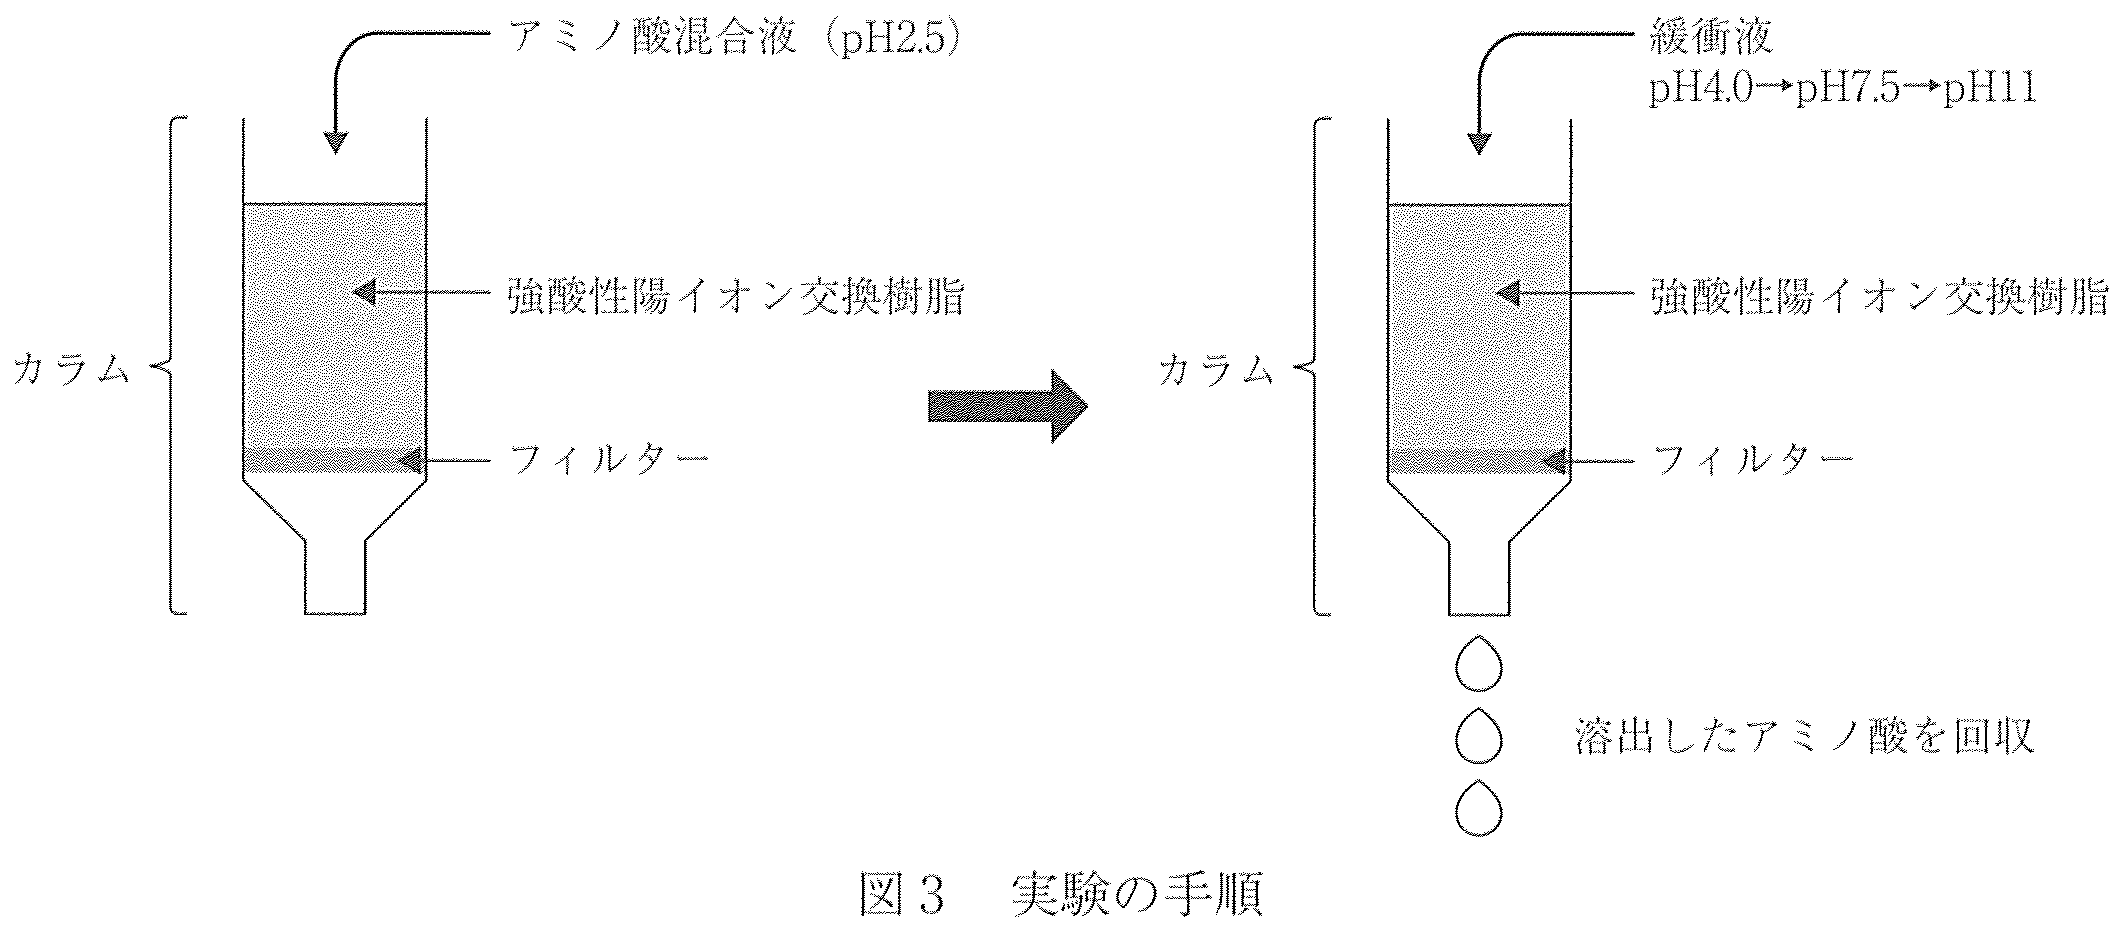 アミノ酸混合液（pH2.5）
強酸性陽イオン交換樹脂
カラム
フィルター
緩衝液
pH4.0→pH7.5→pH11
強酸性陽イオン交換樹脂
カラム
フィルター
溶出したアミノ酸を回収
図3　実験の手順